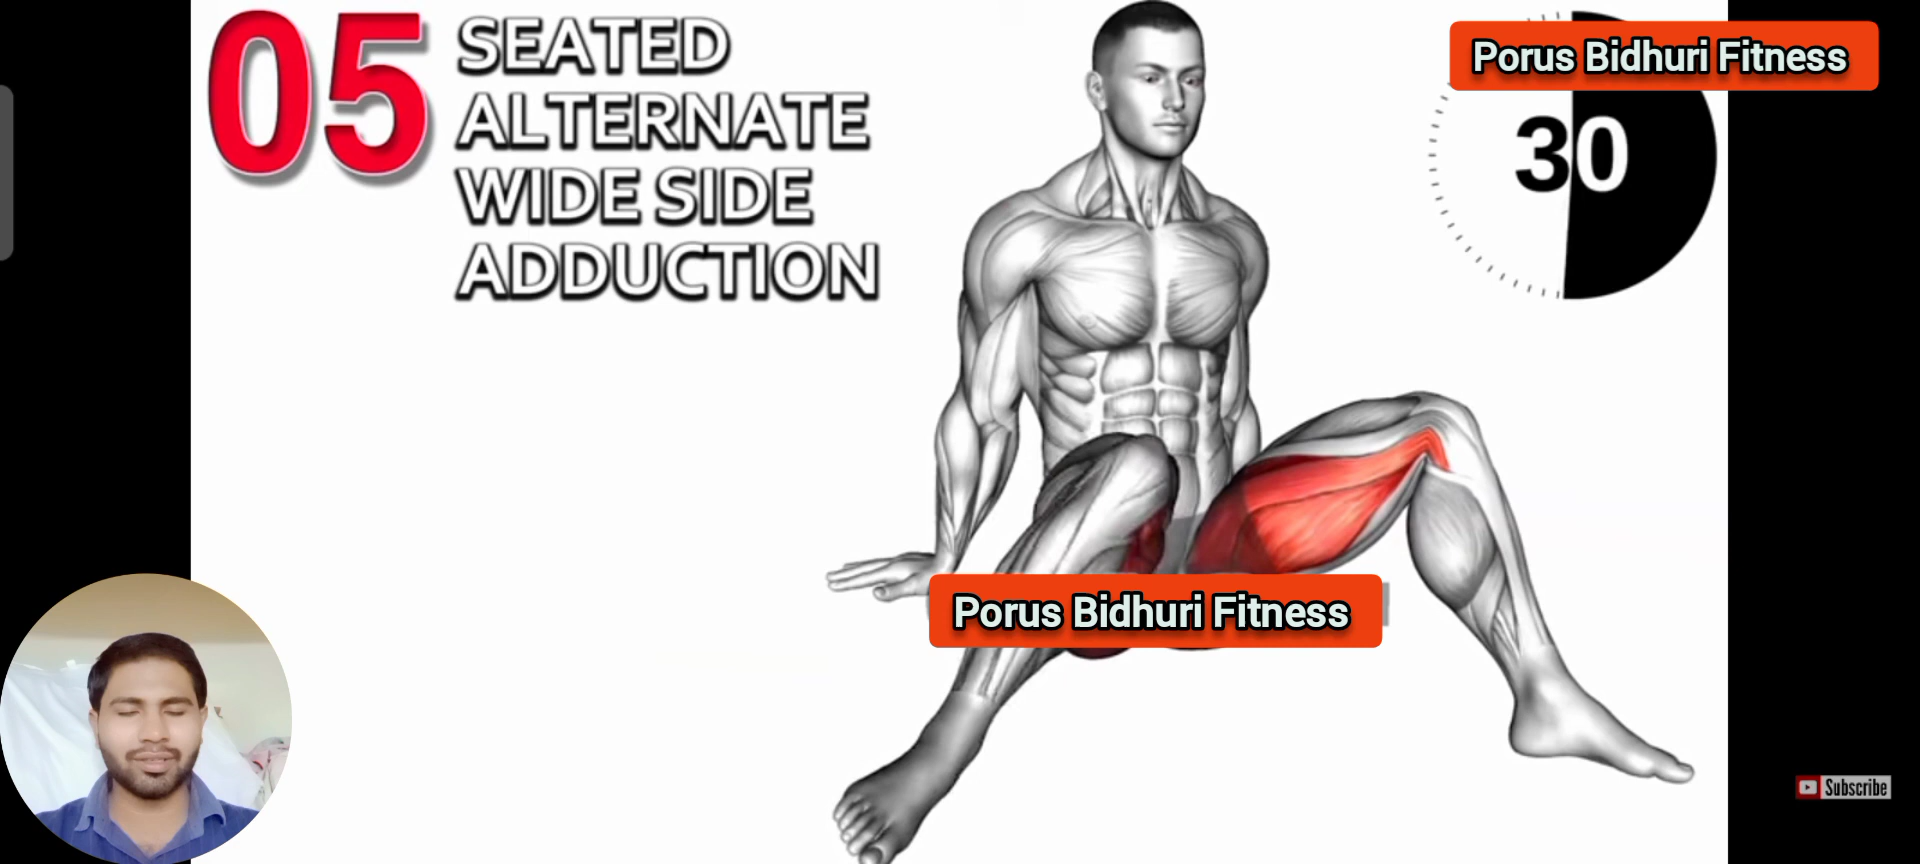 05
SEATED
ALTERNATE
WIDE SIDE
ADDUCTION
Porus Bidhuri Fitness
30
Porus Bidhuri Fitness
Subscribe